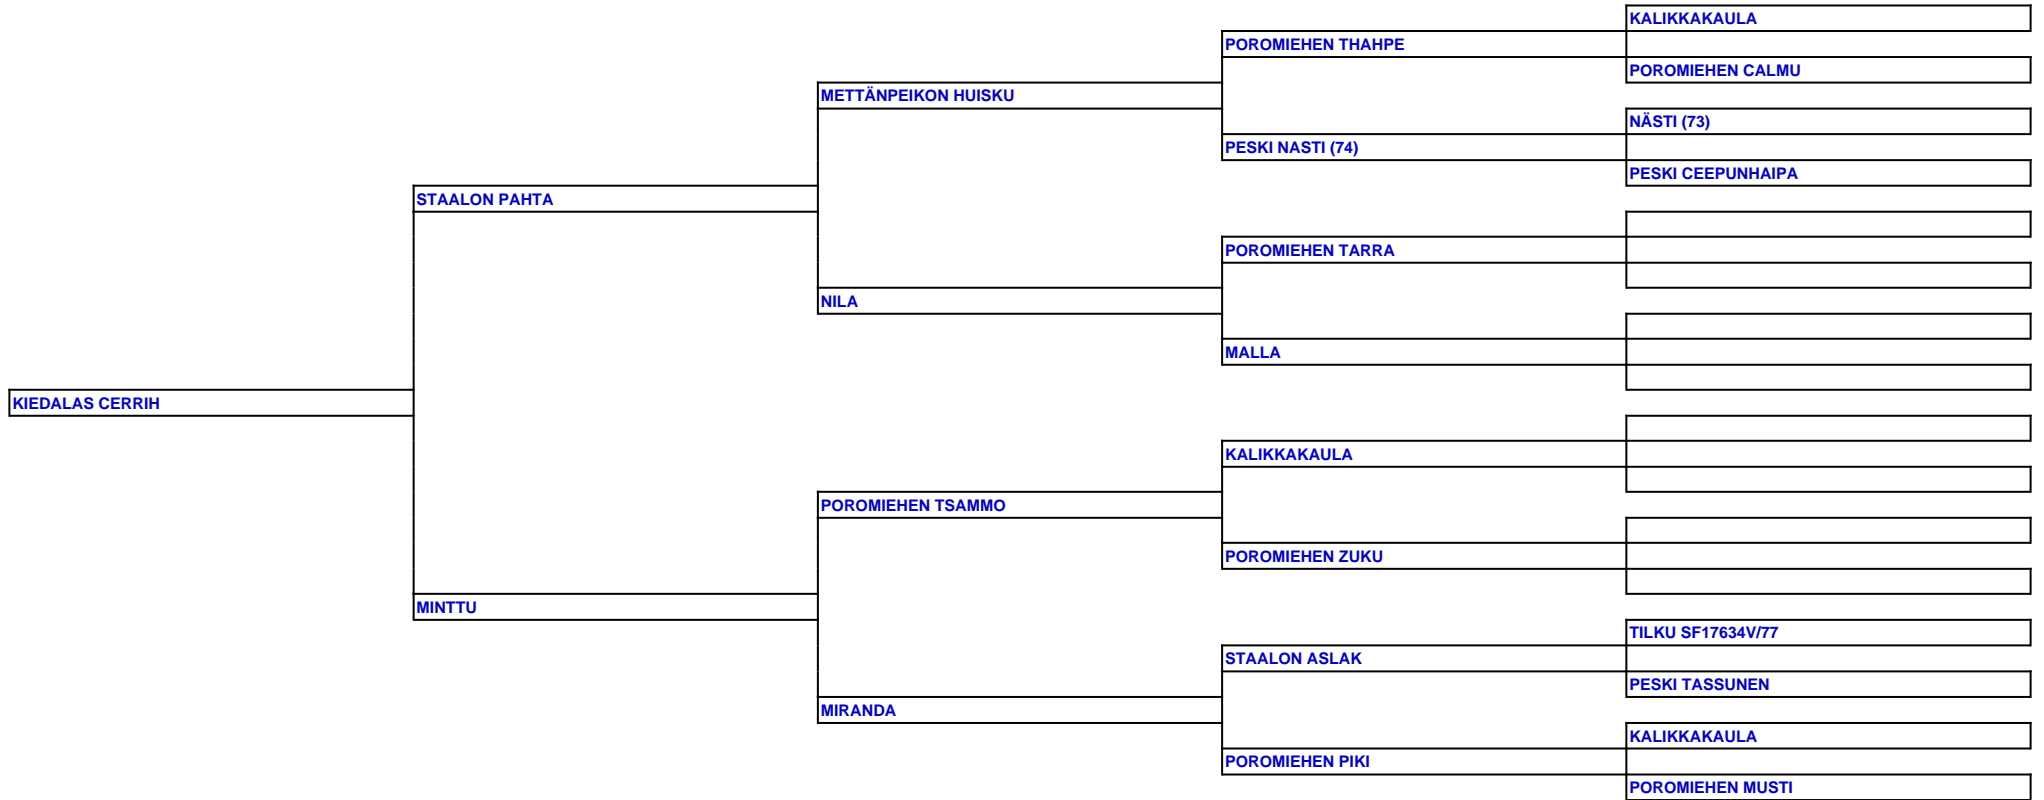 KALIKKAKAULA
POROMIEHEN THAHPE
POROMIEHEN CALMU
METTÄNPEIKON HUISKU
NÄSTI (73)
PESKI NASTI (74)
PESKI CEEPUNHAIPA
STAALON PAHTA
POROMIEHEN TARRA
NILA
MALLA
KIEDALAS CERRIH
KALIKKAKAULA
POROMIEHEN TSAMMO
POROMIEHEN ZUKU
MINTTU
TILKU SF17634V/77
STAALON ASLAK
PESKI TASSUNEN
MIRANDA
KALIKKAKAULA
POROMIEHEN PIKI
POROMIEHEN MUSTI